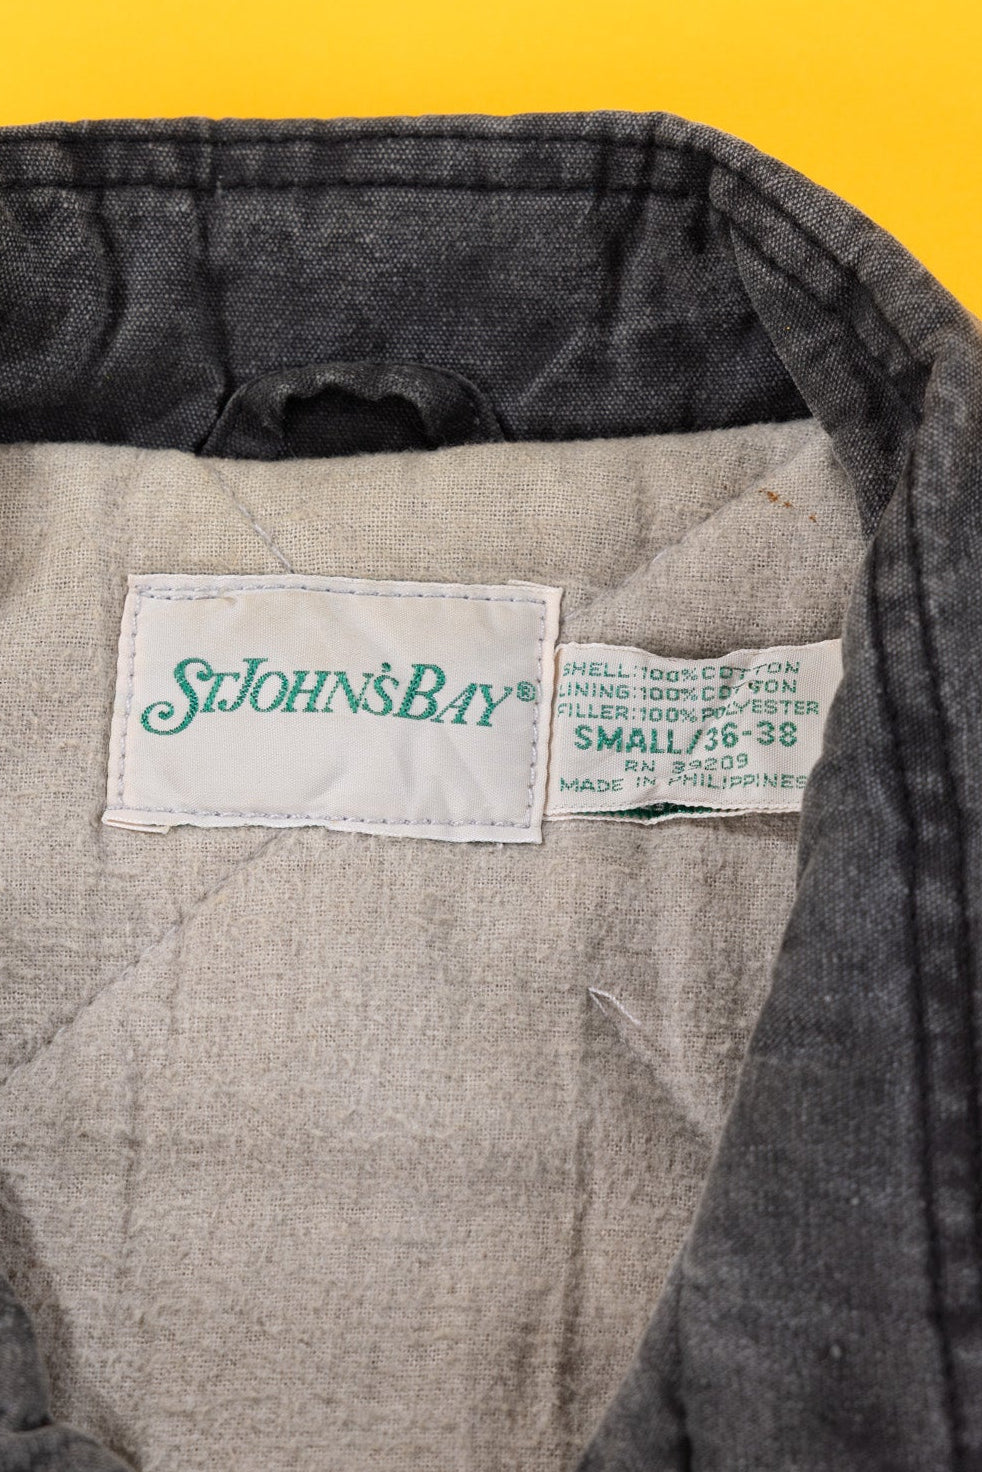 St.John's Bay®
SHELL:100% COTTON
LINING:100% COTTON
FILLER:100% POLYESTER
SMALL/36-38
RN 39209
MADE IN PHILIPPINES